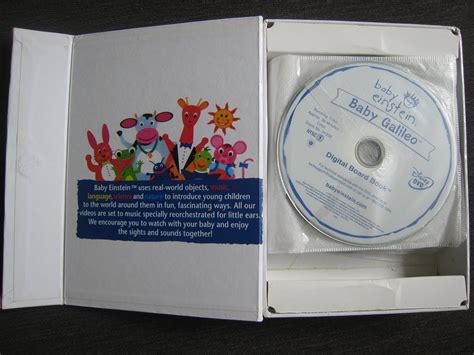 Baby Einstein™ uses real-world objects, music,
language, science and nature to introduce young children
to the world around them in fun, fascinating ways. All our
videos are set to music specially reorchestrated for little ears.
We encourage you to watch with your baby and enjoy
the sights and sounds together!
baby
einstein
Baby Galileo™
Digital Board Book
Disney
DVD
babyeinstein.com